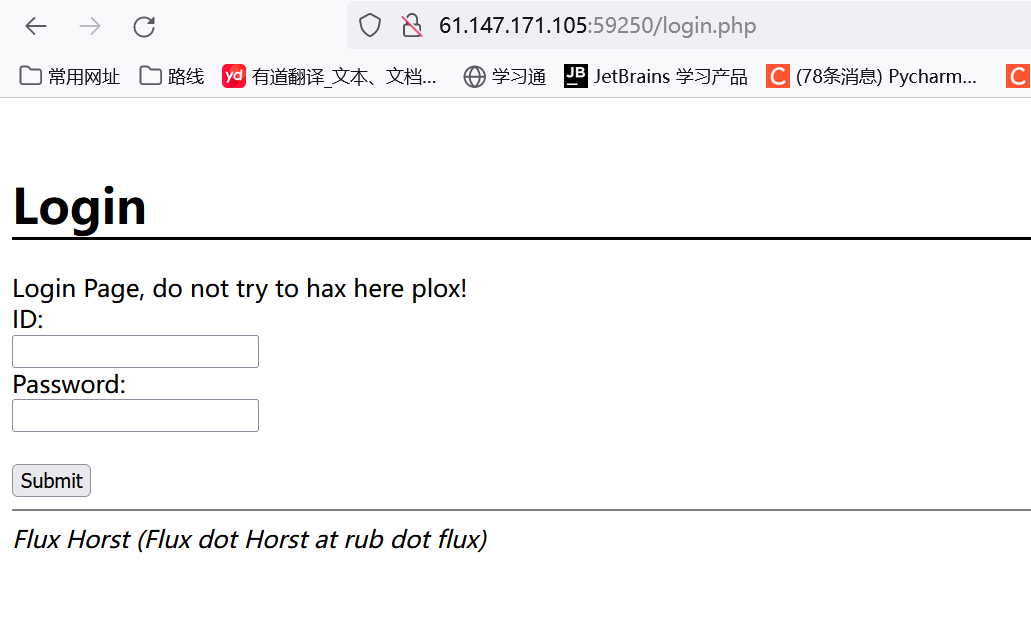 61.147.171.105:59250/login.php
常用网址 路线 yd 有道翻译_文本、文档... 学习通 JB JetBrains 学习产品 C (78条消息) Pycharm... C
Login
Login Page, do not try to hax here plox!
ID:
Password:
Submit
Flux Horst (Flux dot Horst at rub dot flux)